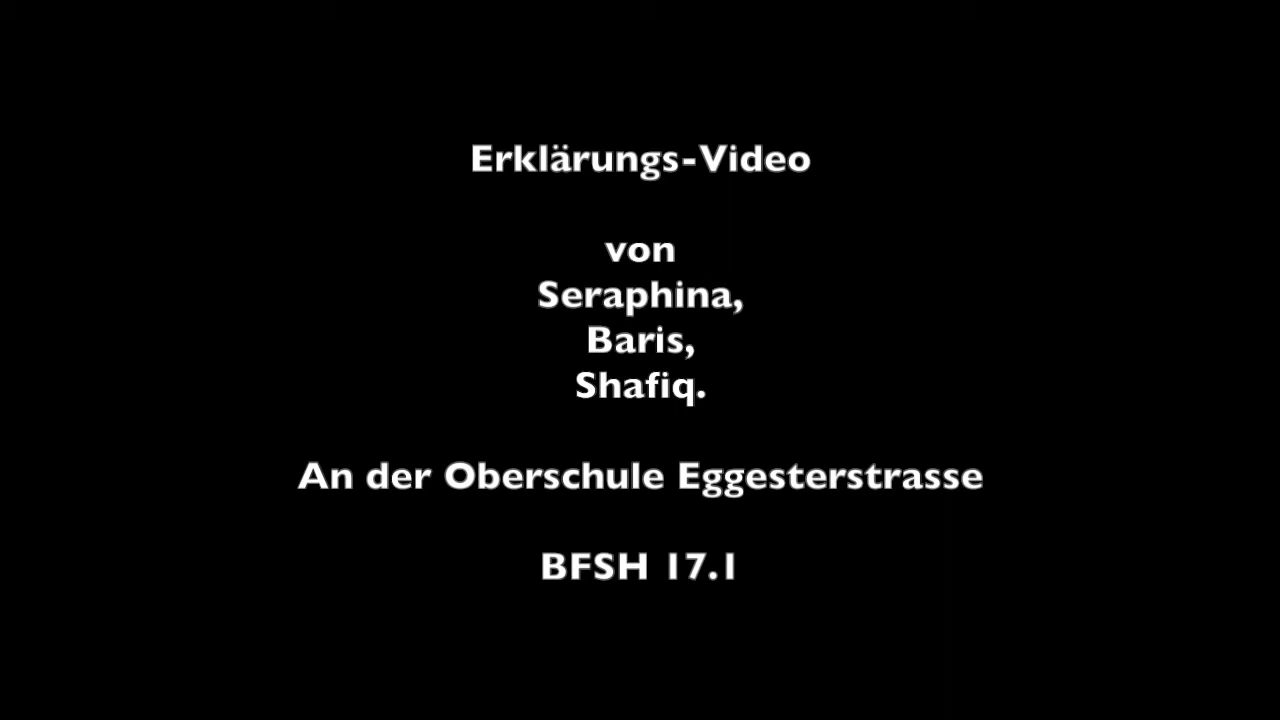 Erklärungs-Video
von
Seraphina,
Baris,
Shafiq.
An der Oberschule Eggesterstrasse
BFSH 17.1